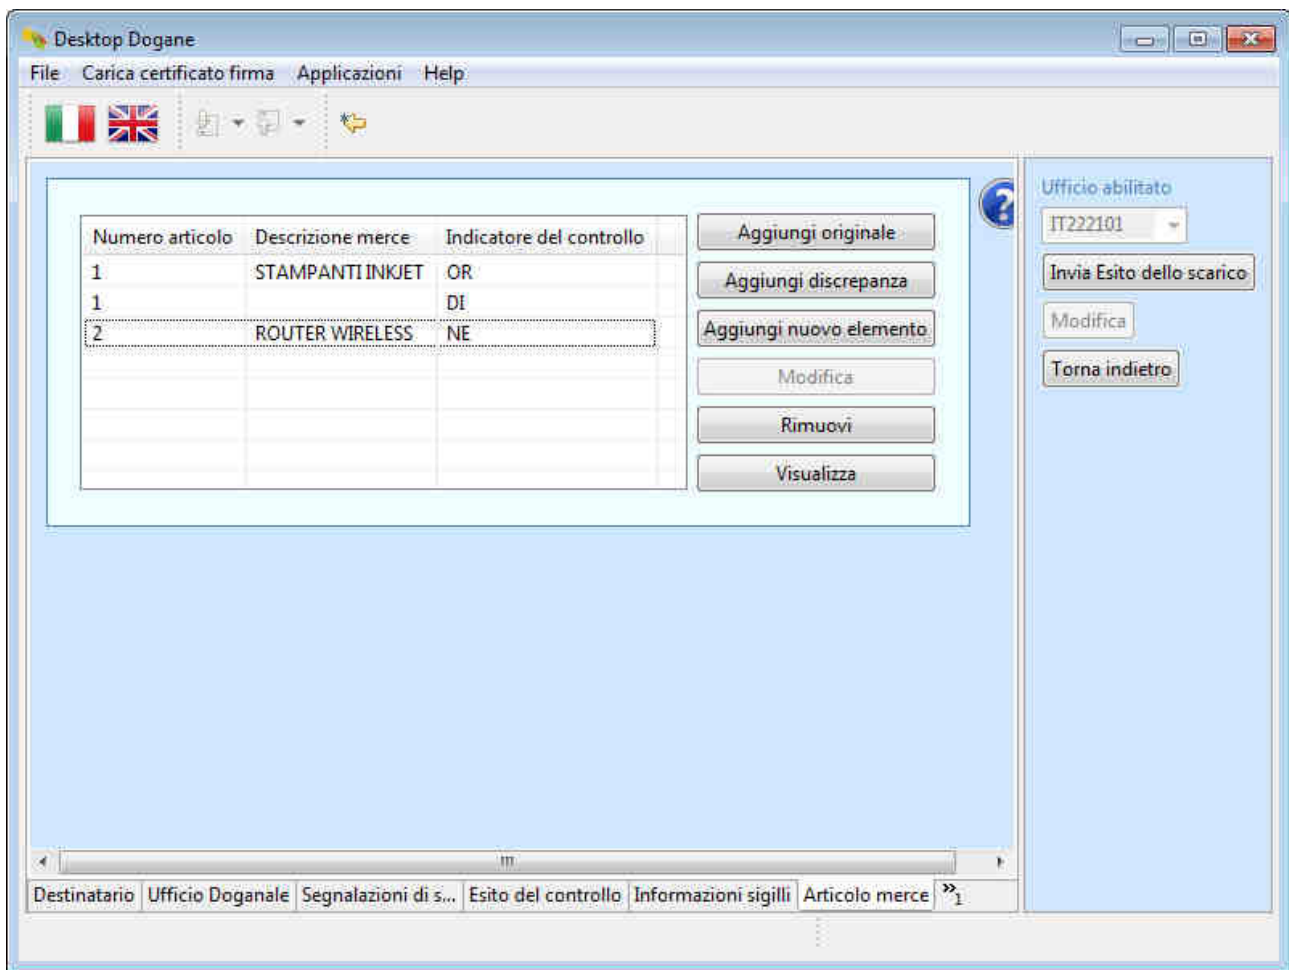 Desktop Dogane
File Carica certificato firma Applicazioni Help
Ufficio abilitato
IT222101
Invia Esito dello scarico
Modifica
Torna indietro
Numero articolo Descrizione merce Indicatore del controllo
1 STAMPANTI INKJET OR
1 DI
2 ROUTER WIRELESS NE
Aggiungi originale
Aggiungi discrepanza
Aggiungi nuovo elemento
Modifica
Rimuovi
Visualizza
?
Destinatario Ufficio Doganale Segnalazioni di s... Esito del controllo Informazioni sigilli Articolo merce »1